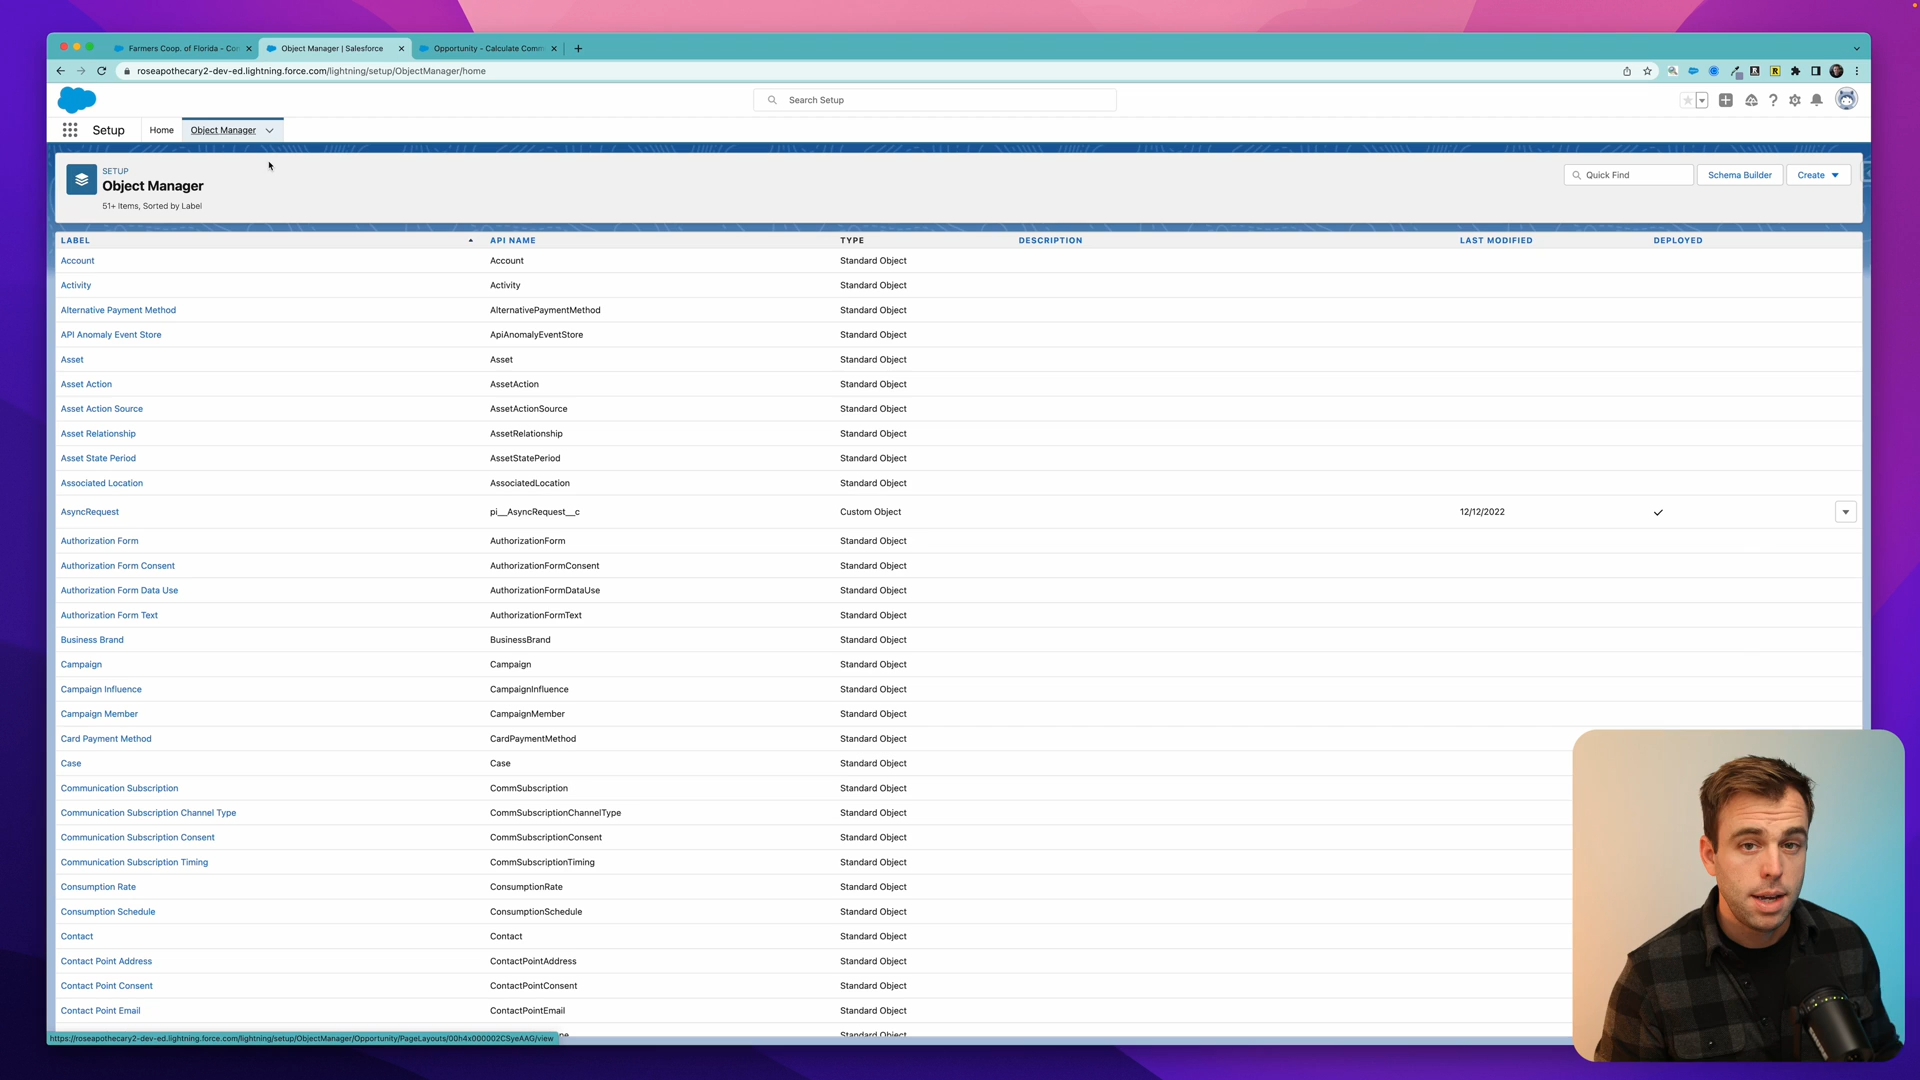 Farmers Coop. of Florida - Con
Object Manager | Salesforce
Opportunity - Calculate Comm
roseapothecary2-dev-ed.lightning.force.com/lightning/setup/ObjectManager/home
Search Setup
Setup
Home
Object Manager
SETUP
Object Manager
51+ Items, Sorted by Label
Quick Find
Schema Builder
Create
LABEL API NAME TYPE DESCRIPTION LAST MODIFIED DEPLOYED
Account Account Standard Object
Activity Activity Standard Object
Alternative Payment Method AlternativePaymentMethod Standard Object
API Anomaly Event Store ApiAnomalyEventStore Standard Object
Asset Asset Standard Object
Asset Action AssetAction Standard Object
Asset Action Source AssetActionSource Standard Object
Asset Relationship AssetRelationship Standard Object
Asset State Period AssetStatePeriod Standard Object
Associated Location AssociatedLocation Standard Object
AsyncRequest pi__AsyncRequest__c Custom Object 12/12/2022
Authorization Form AuthorizationForm Standard Object
Authorization Form Consent AuthorizationFormConsent Standard Object
Authorization Form Data Use AuthorizationFormDataUse Standard Object
Authorization Form Text AuthorizationFormText Standard Object
Business Brand BusinessBrand Standard Object
Campaign Campaign Standard Object
Campaign Influence CampaignInfluence Standard Object
Campaign Member CampaignMember Standard Object
Card Payment Method CardPaymentMethod Standard Object
Case Case Standard Object
Communication Subscription CommSubscription Standard Object
Communication Subscription Channel Type CommSubscriptionChannelType Standard Object
Communication Subscription Consent CommSubscriptionConsent Standard Object
Communication Subscription Timing CommSubscriptionTiming Standard Object
Consumption Rate ConsumptionRate Standard Object
Consumption Schedule ConsumptionSchedule Standard Object
Contact Contact Standard Object
Contact Point Address ContactPointAddress Standard Object
Contact Point Consent ContactPointConsent Standard Object
Contact Point Email ContactPointEmail Standard Object
Standard Object
https://roseapothecary2-dev-ed.lightning.force.com/lightning/setup/ObjectManager/Opportunity/PageLayouts/00h4x000002CSyeAAG/view